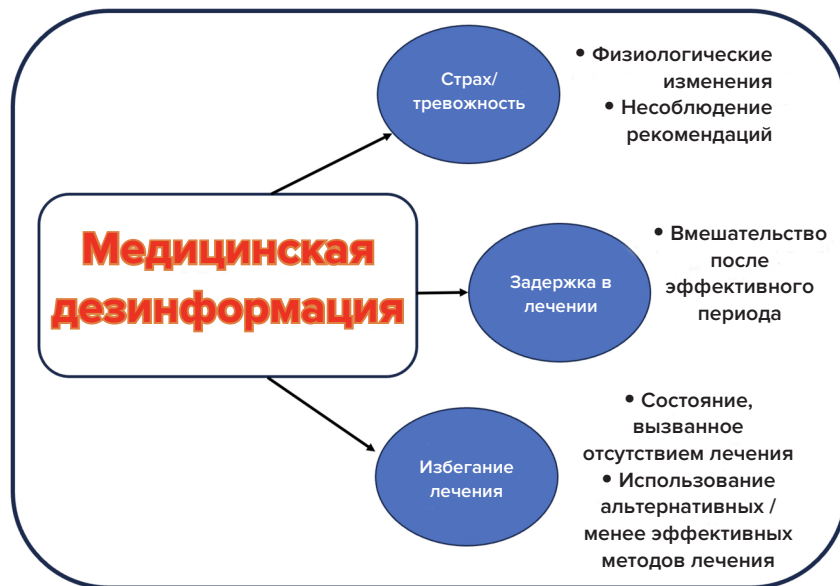 Медицинская
дезинформация
Страх/
тревожность
• Физиологические
изменения
• Несоблюдение
рекомендаций
Задержка в
лечении
• Вмешательство
после
эффективного
периода
Избегание
лечения
• Состояние,
вызванное
отсутствием лечения
• Использование
альтернативных /
менее эффективных
методов лечения